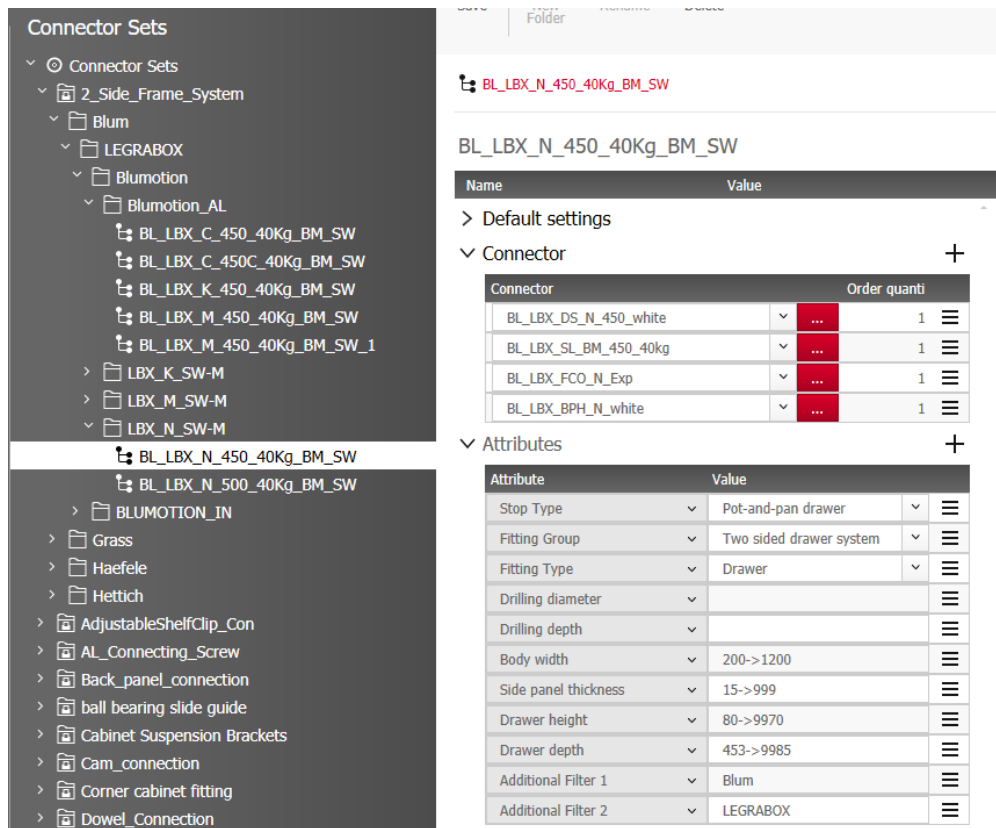 Connector Sets
Connector Sets
2_Side_Frame_System
Blum
LEGRABOX
Blumotion
Blumotion_AL
BL_LBX_C_450_40Kg_BM_SW
BL_LBX_C_450C_40Kg_BM_SW
BL_LBX_K_450_40Kg_BM_SW
BL_LBX_M_450_40Kg_BM_SW
BL_LBX_M_450_40Kg_BM_SW_1
LBX_K_SW-M
LBX_M_SW-M
LBX_N_SW-M
BL_LBX_N_450_40Kg_BM_SW
BL_LBX_N_500_40Kg_BM_SW
BLUMOTION_IN
Grass
Haefele
Hettich
AdjustableShelfClip_Con
AL_Connecting_Screw
Back_panel_connection
ball bearing slide guide
Cabinet Suspension Brackets
Cam_connection
Corner cabinet fitting
Dowel_Connection
Save New Rename Delete
Folder
BL_LBX_N_450_40Kg_BM_SW
BL_LBX_N_450_40Kg_BM_SW
Name Value
Default settings
Connector
Connector Order quanti
BL_LBX_DS_N_450_white ... 1
BL_LBX_SL_BM_450_40kg ... 1
BL_LBX_FCO_N_Exp ... 1
BL_LBX_BPH_N_white ... 1
Attributes
Attribute Value
Stop Type Pot-and-pan drawer
Fitting Group Two sided drawer system
Fitting Type Drawer
Drilling diameter
Drilling depth
Body width 200->1200
Side panel thickness 15->999
Drawer height 80->9970
Drawer depth 453->9985
Additional Filter 1 Blum
Additional Filter 2 LEGRABOX